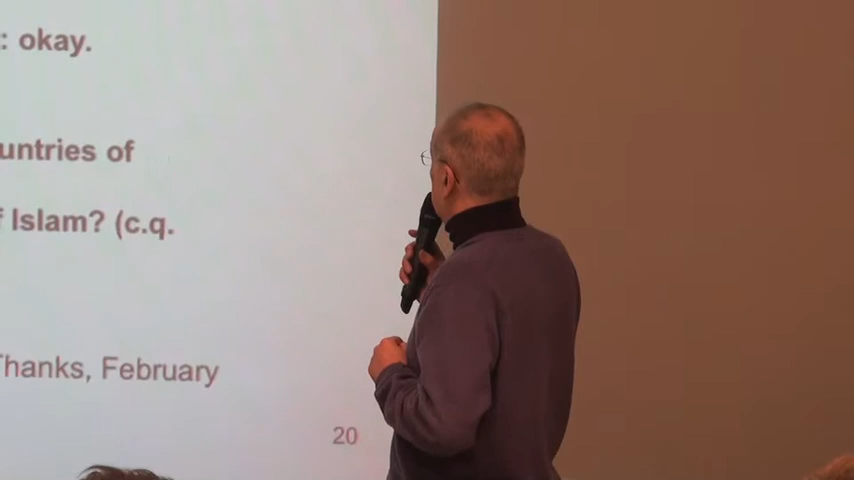 : okay.
untries of
f Islam? (c.q.
Thanks, February
20